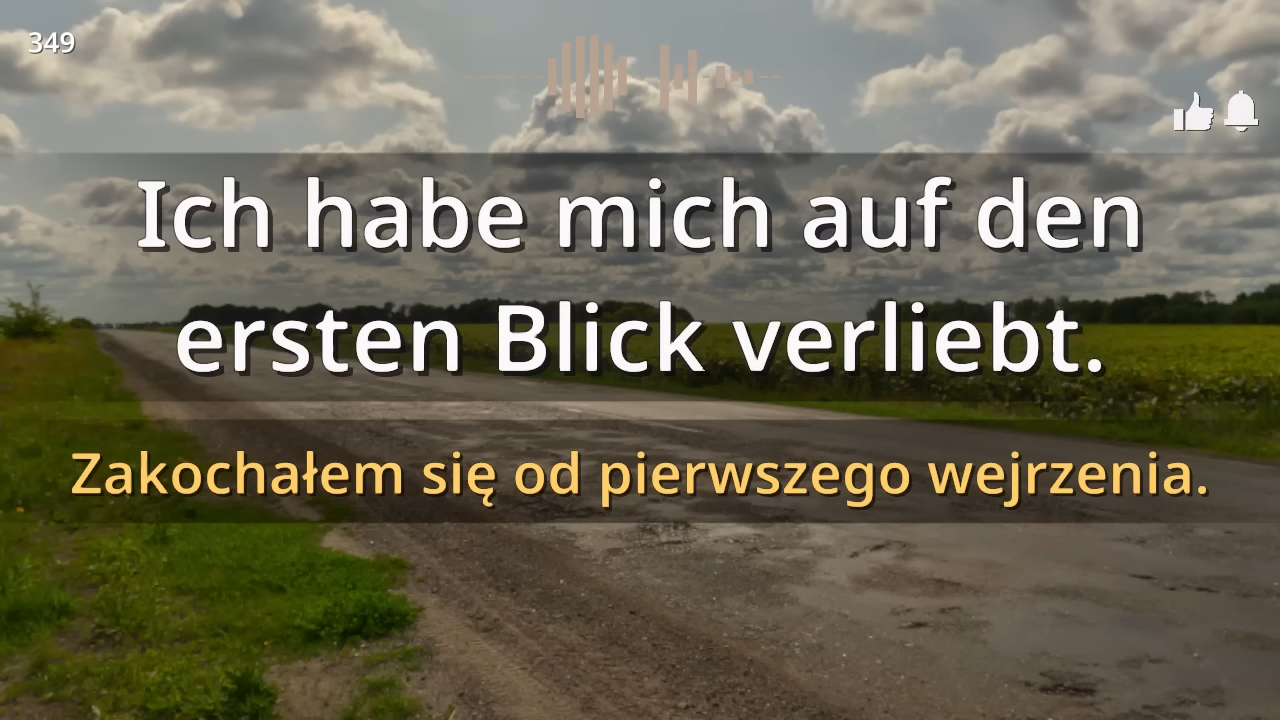 349
Ich habe mich auf den
ersten Blick verliebt.
Zakochałem się od pierwszego wejrzenia.